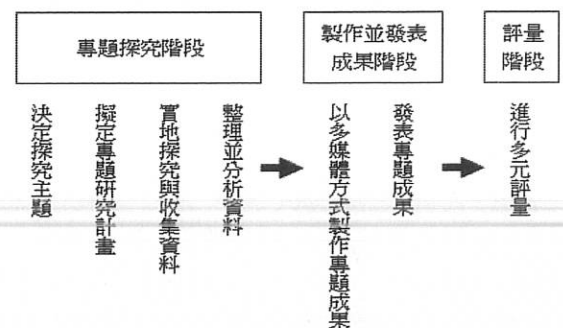 專題探究階段
製作並發表
成果階段
評量
階段
決定探究主題
擬定專題研究計畫
實地探究與收集資料
整理並分析資料
以多媒體方式製作專題成果
發表專題成果
進行多元評量